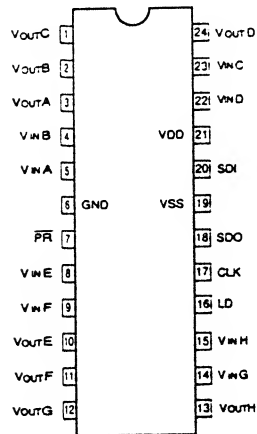 VOUTC 1 24 VOUTD
VOUTB 2 23 VINC
VOUTA 3 22 VIND
VINB 4 VDD 21
VINA 5 20 SDI
6 GND VSS 19
PR 7 18 SDO
VINE 8 17 CLK
VINF 9 16 LD
VOUTE 10 15 VINH
VOUTF 11 14 VING
VOUTG 12 13 VOUTH